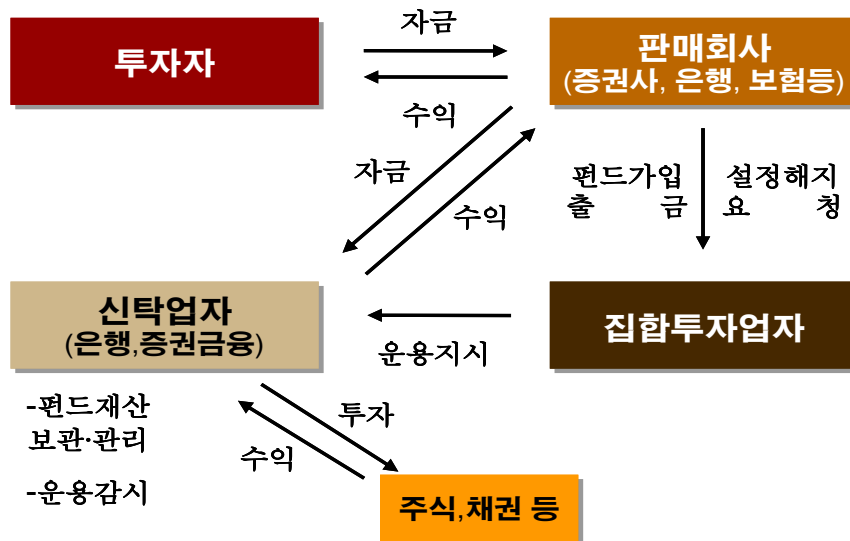 자금
투자자
판매회사
(증권사, 은행, 보험등)
수익
자금
수익
펀드가입
출 금
설정해지
요 청
신탁업자
(은행,증권금융)
집합투자업자
운용지시
-펀드재산
보관·관리
-운용감시
투자
수익
주식,채권 등